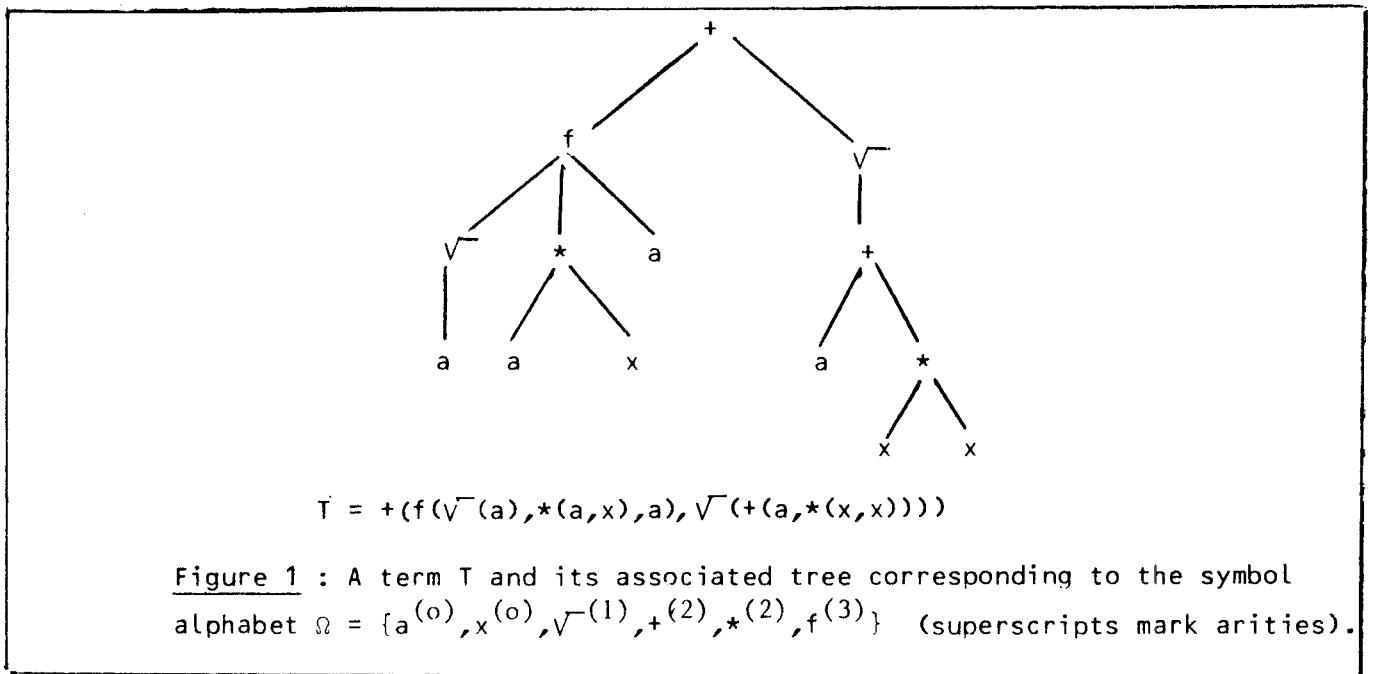 +
f √‾
√‾ * a +
a a x a *
x x
T = +(f(√‾(a),*(a,x),a),√‾(+(a,*(x,x))))
Figure 1 : A term T and its associated tree corresponding to the symbol
alphabet Ω = {a^(o),x^(o),√‾^(1),+^(2),*^(2),f^(3)} (superscripts mark arities).